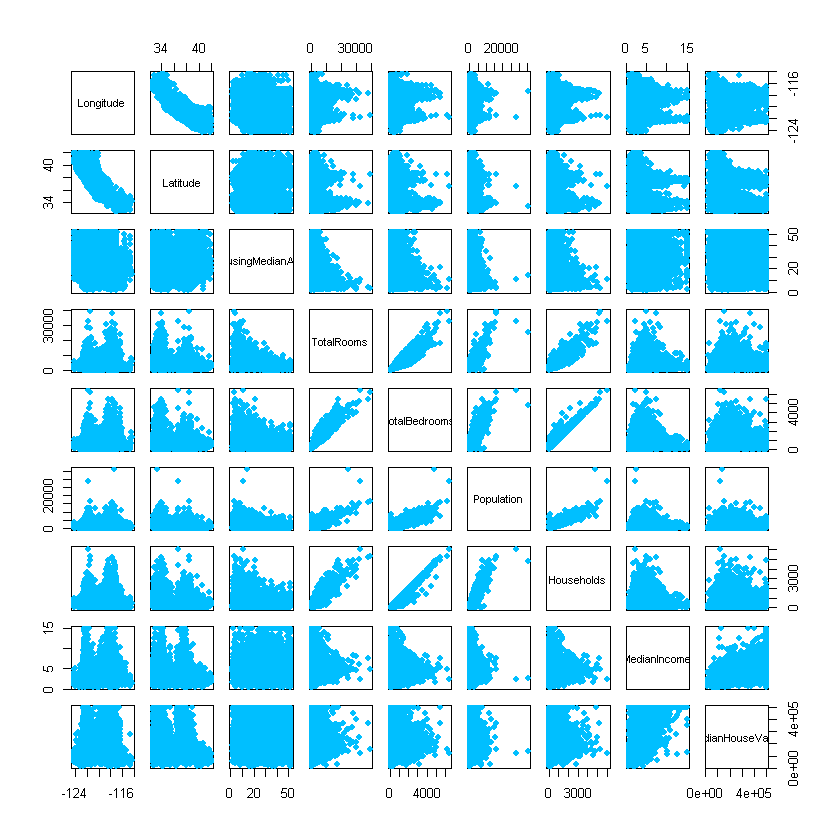 34 40
0 30000
0 20000
0 5 15
Longitude
-124 -116
34 40
Latitude
usingMedianA
0 20 50
0 30000
TotalRooms
otalBedrooms
0 4000
0 20000
Population
Households
0 3000
0 5 15
MedianIncome
0e+00 4e+05
dianHouseVa
-124 -116
0 20 50
0 4000
0 3000
0e+00 4e+05